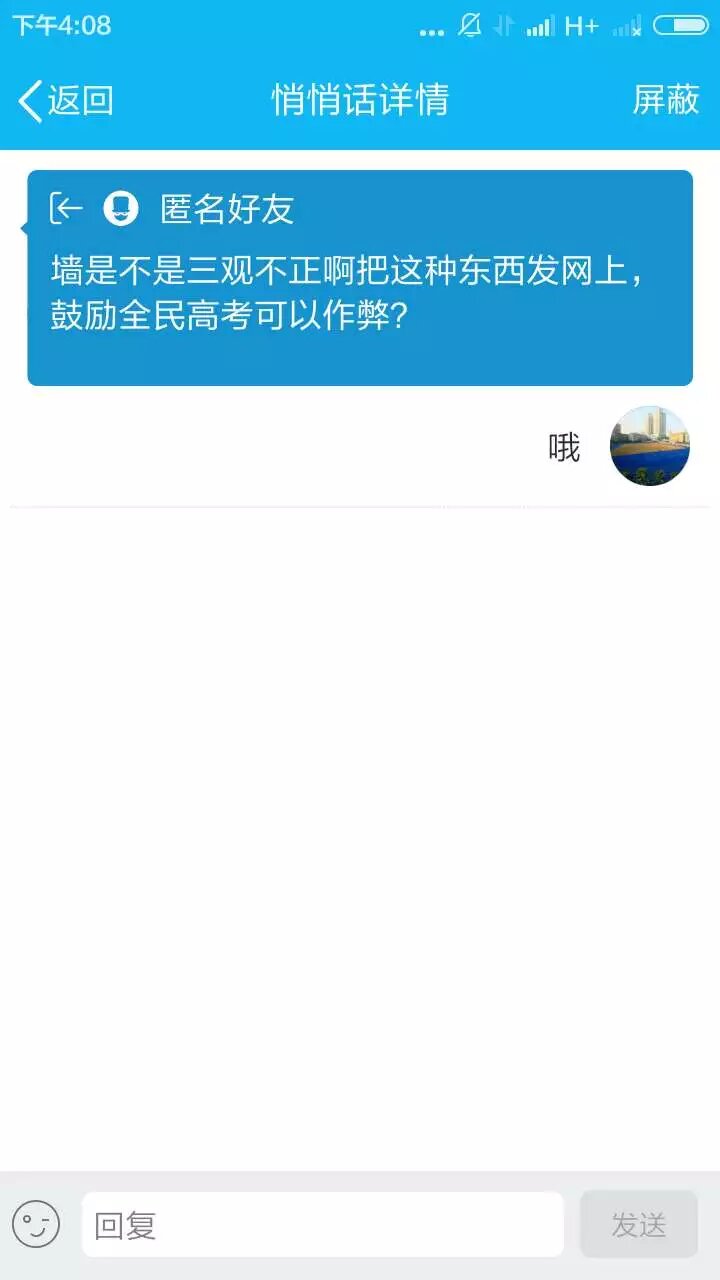 下午4:08
... H+
返回 悄悄话详情 屏蔽
匿名好友
墙是不是三观不正啊把这种东西发网上，
鼓励全民高考可以作弊?
哦
回复 发送